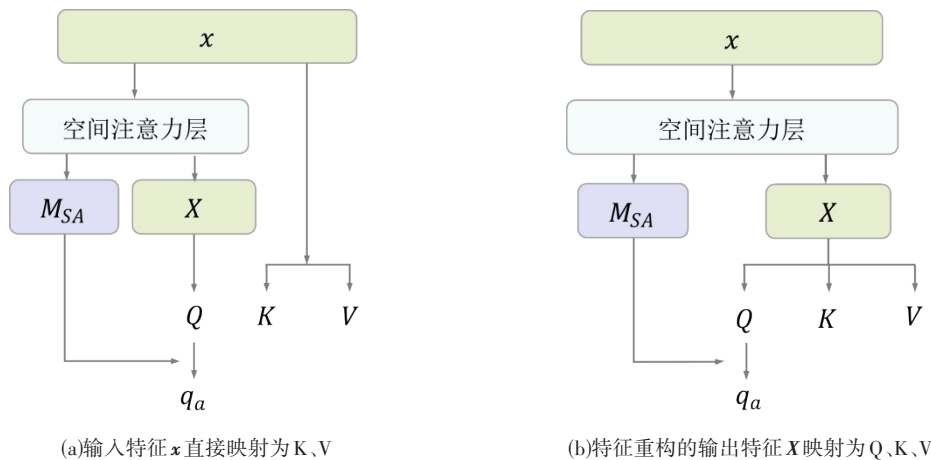 x
空间注意力层
M_SA X
Q K V
q_a
(a)输入特征x直接映射为K、V
x
空间注意力层
M_SA X
Q K V
q_a
(b)特征重构的输出特征X映射为Q、K、V